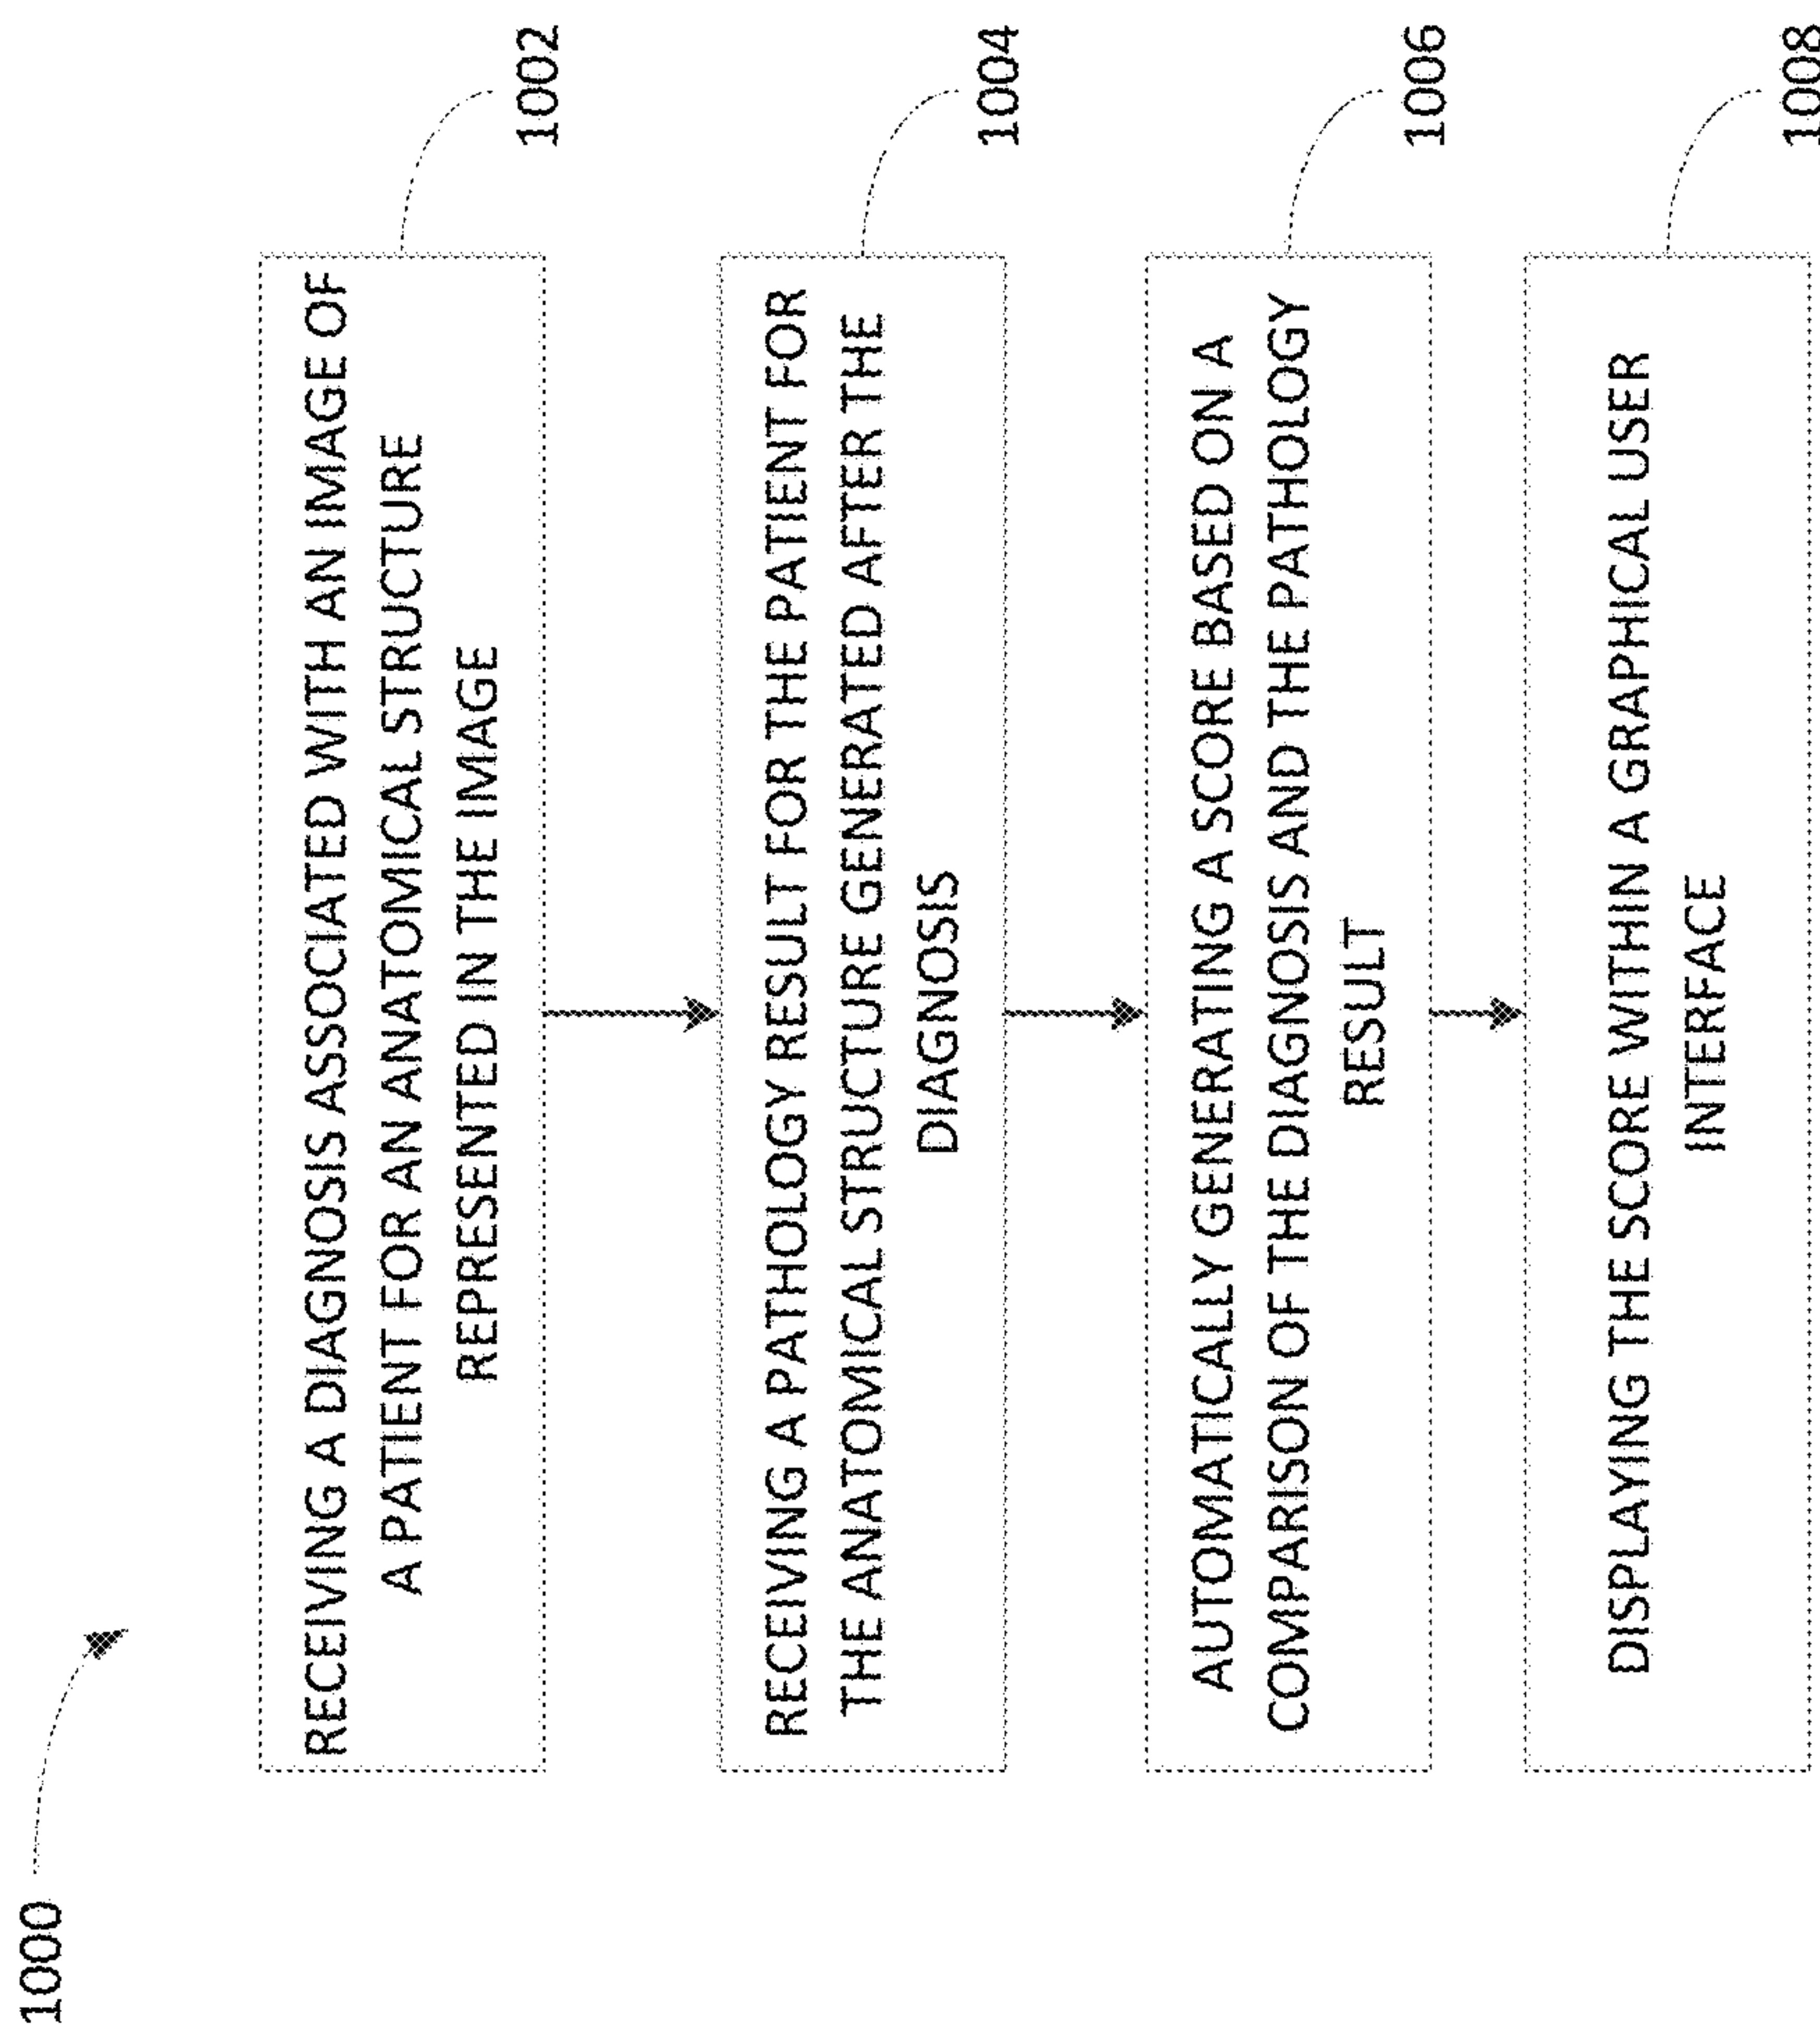 1000
RECEIVING A DIAGNOSIS ASSOCIATED WITH AN IMAGE OF
A PATIENT FOR AN ANATOMICAL STRUCTURE
REPRESENTED IN THE IMAGE
1002
RECEIVING A PATHOLOGY RESULT FOR THE PATIENT FOR
THE ANATOMICAL STRUCTURE GENERATED AFTER THE
DIAGNOSIS
1004
AUTOMATICALLY GENERATING A SCORE BASED ON A
COMPARISON OF THE DIAGNOSIS AND THE PATHOLOGY
RESULT
1006
DISPLAYING THE SCORE WITHIN A GRAPHICAL USER
INTERFACE
1008